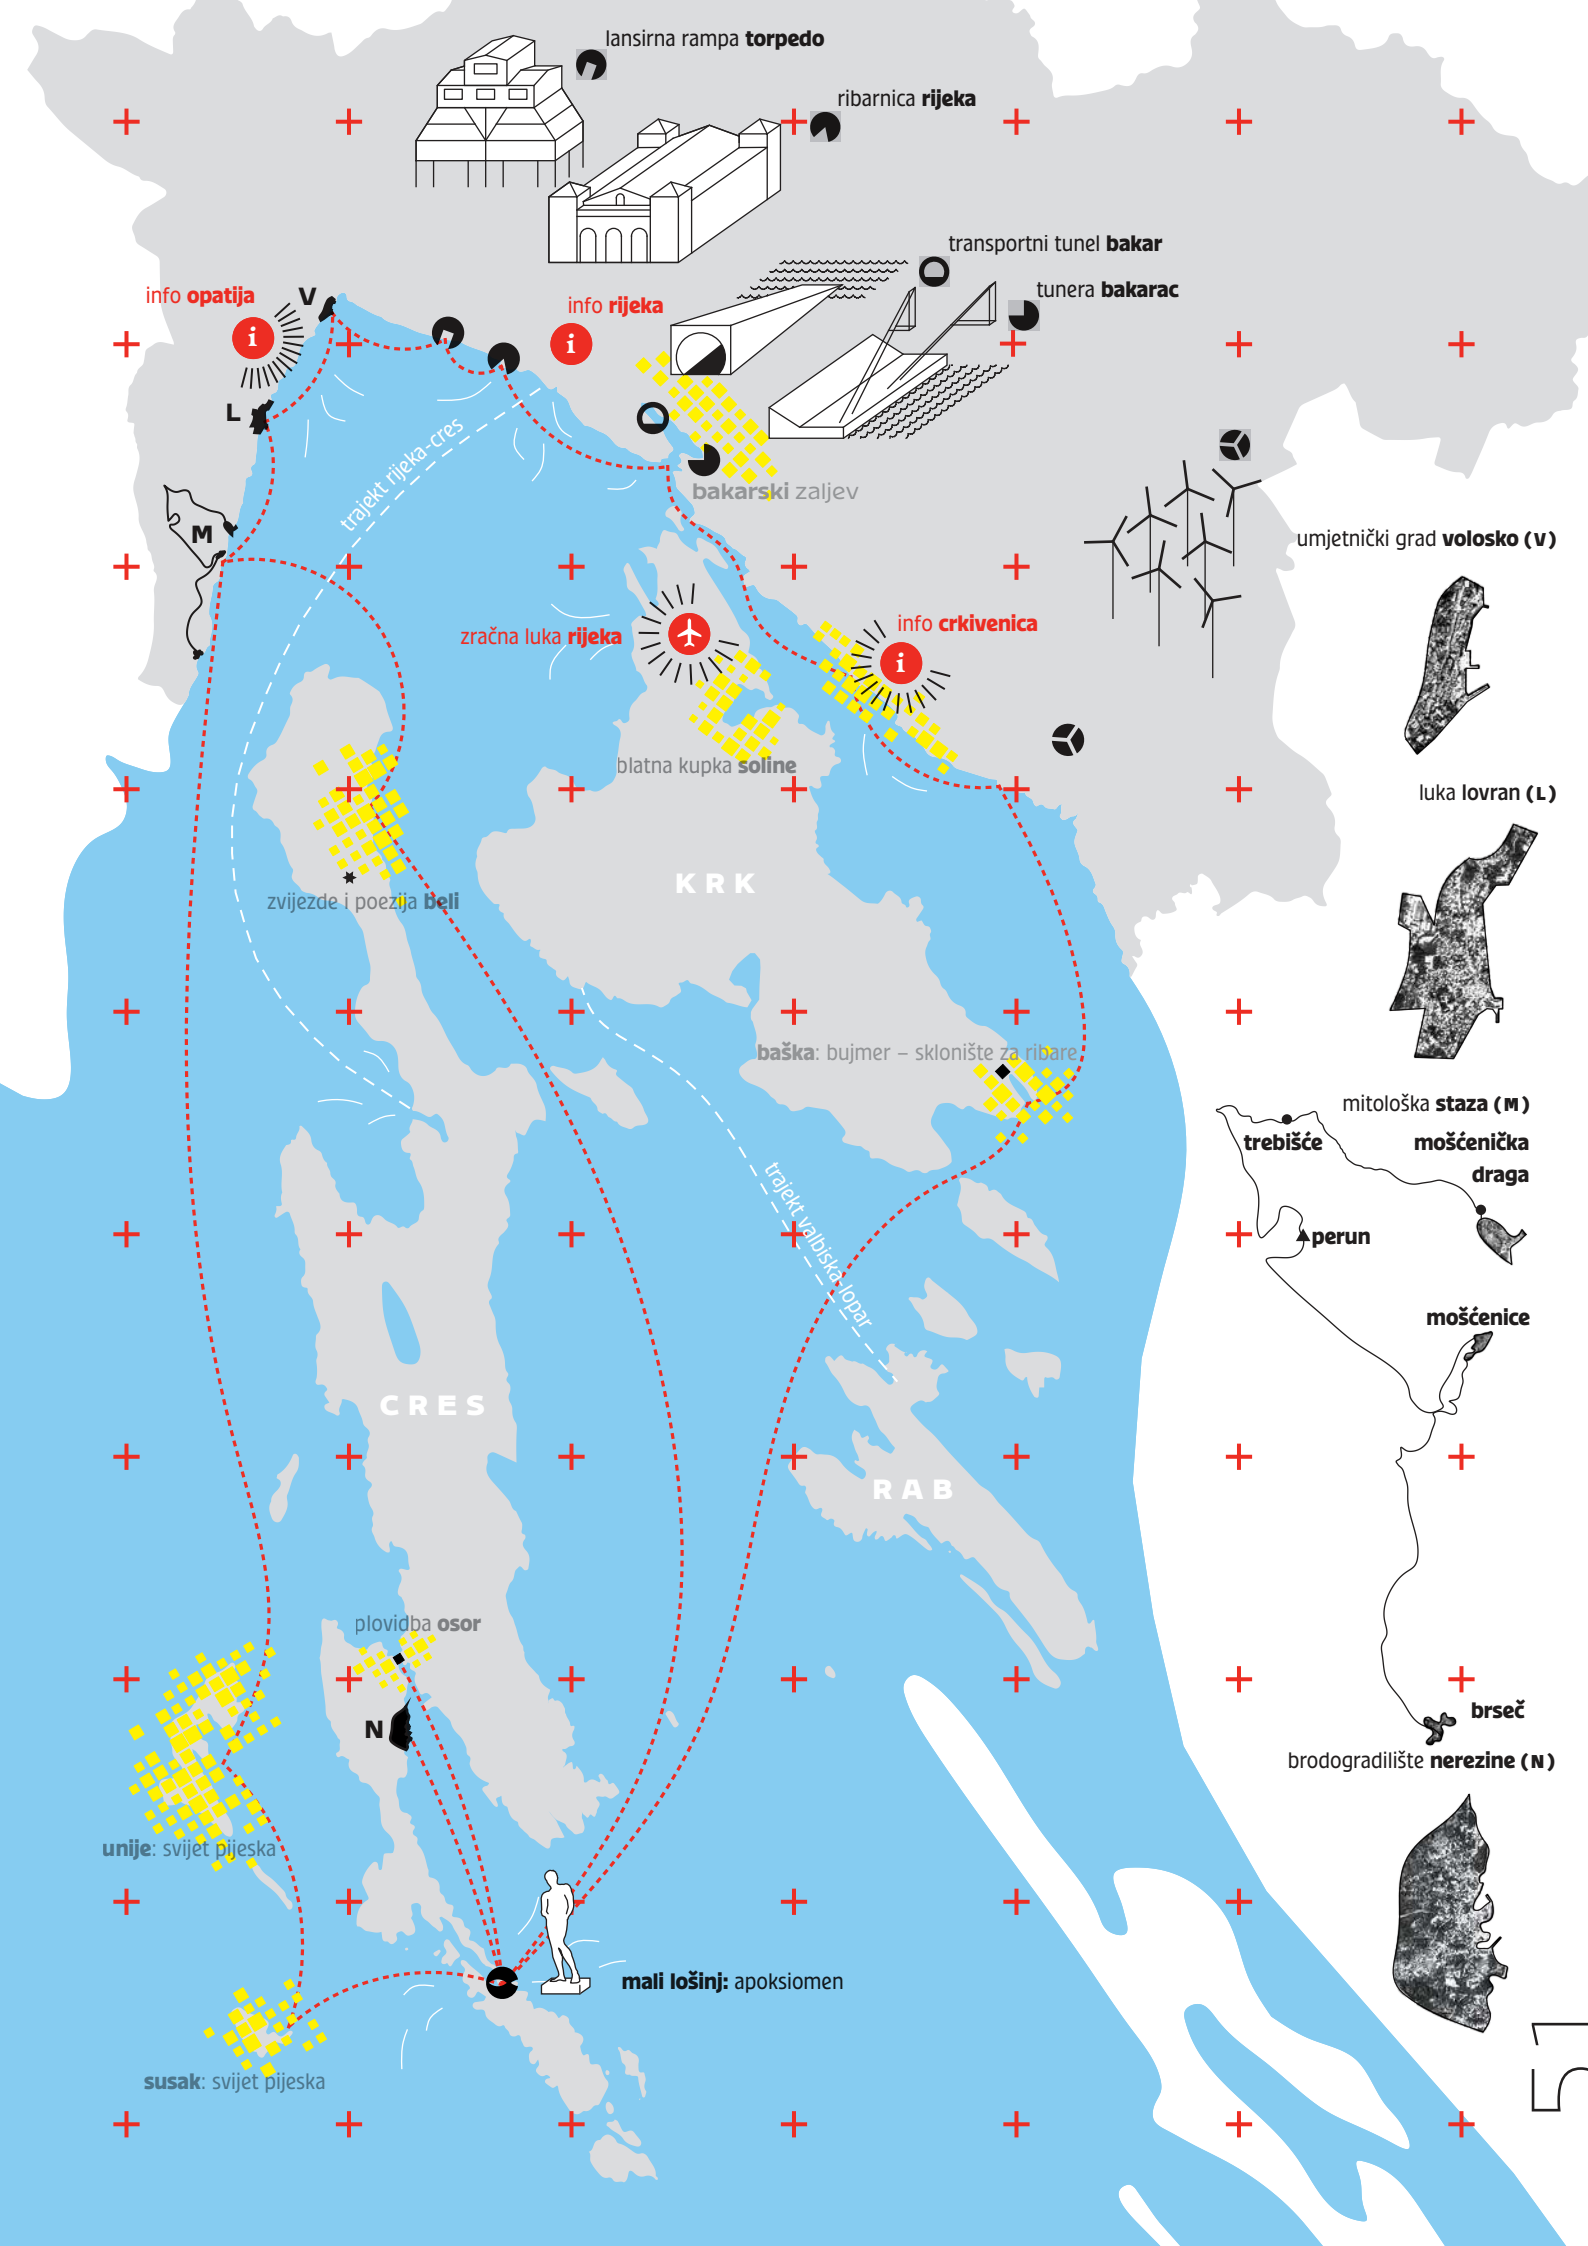 lansirna rampa torpedo
ribarnica rijeka
transportni tunel bakar
tunera bakarac
info opatija
V
info rijeka
i
i
L
trajekt rijeka-cres
bakarski zaljev
M
umjetnički grad volosko (V)
zračna luka rijeka
info crkivenica
i
blatna kupka soline
luka lovran (L)
KRK
zvijezde i poezija beli
baška: bujmer – sklonište za ribare
mitološka staza (M)
trebišće
mošćenička
draga
perun
trajekt valbiska-lopar
mošćenice
CRES
RAB
plovidba osor
N
brseč
brodogradilište nerezine (N)
unije: svijet pijeska
mali lošinj: apoksiomen
susak: svijet pijeska
51